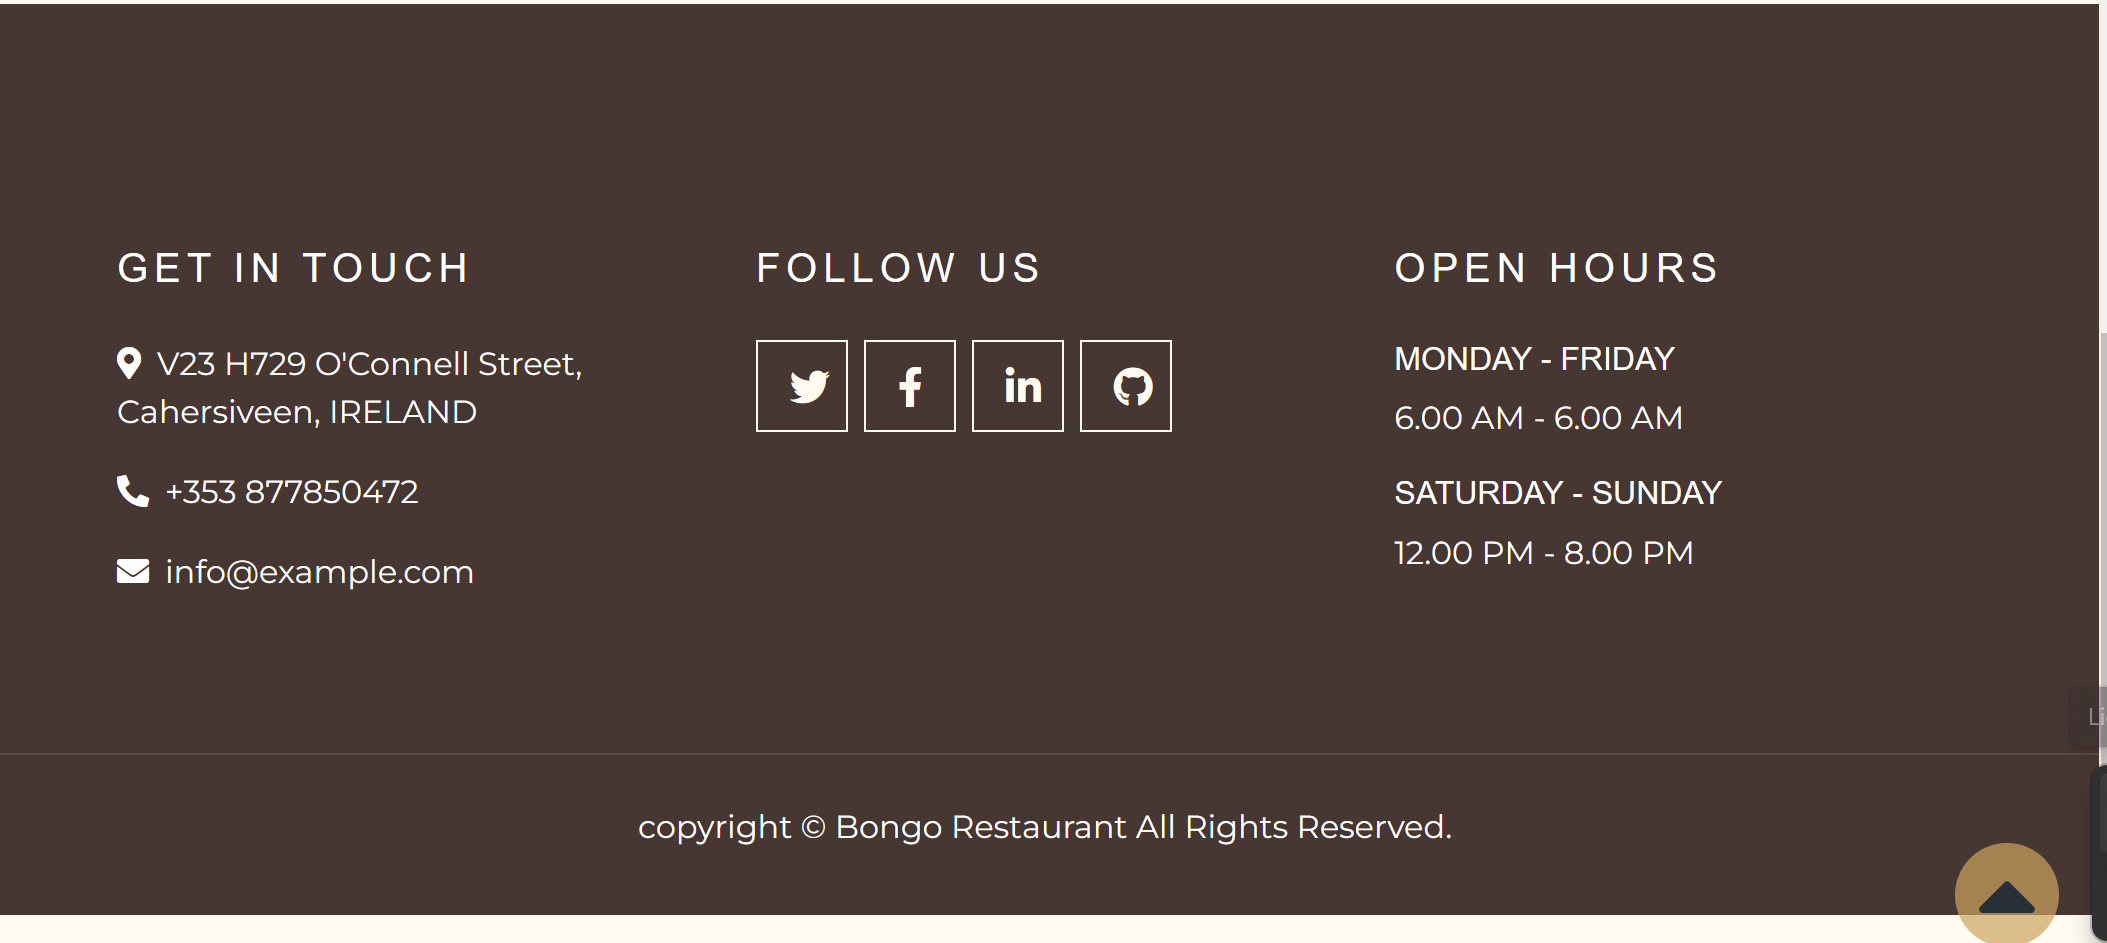 GET IN TOUCH
V23 H729 O'Connell Street,
Cahersiveen, IRELAND
+353 877850472
info@example.com
FOLLOW US
OPEN HOURS
MONDAY - FRIDAY
6.00 AM - 6.00 AM
SATURDAY - SUNDAY
12.00 PM - 8.00 PM
copyright © Bongo Restaurant All Rights Reserved.